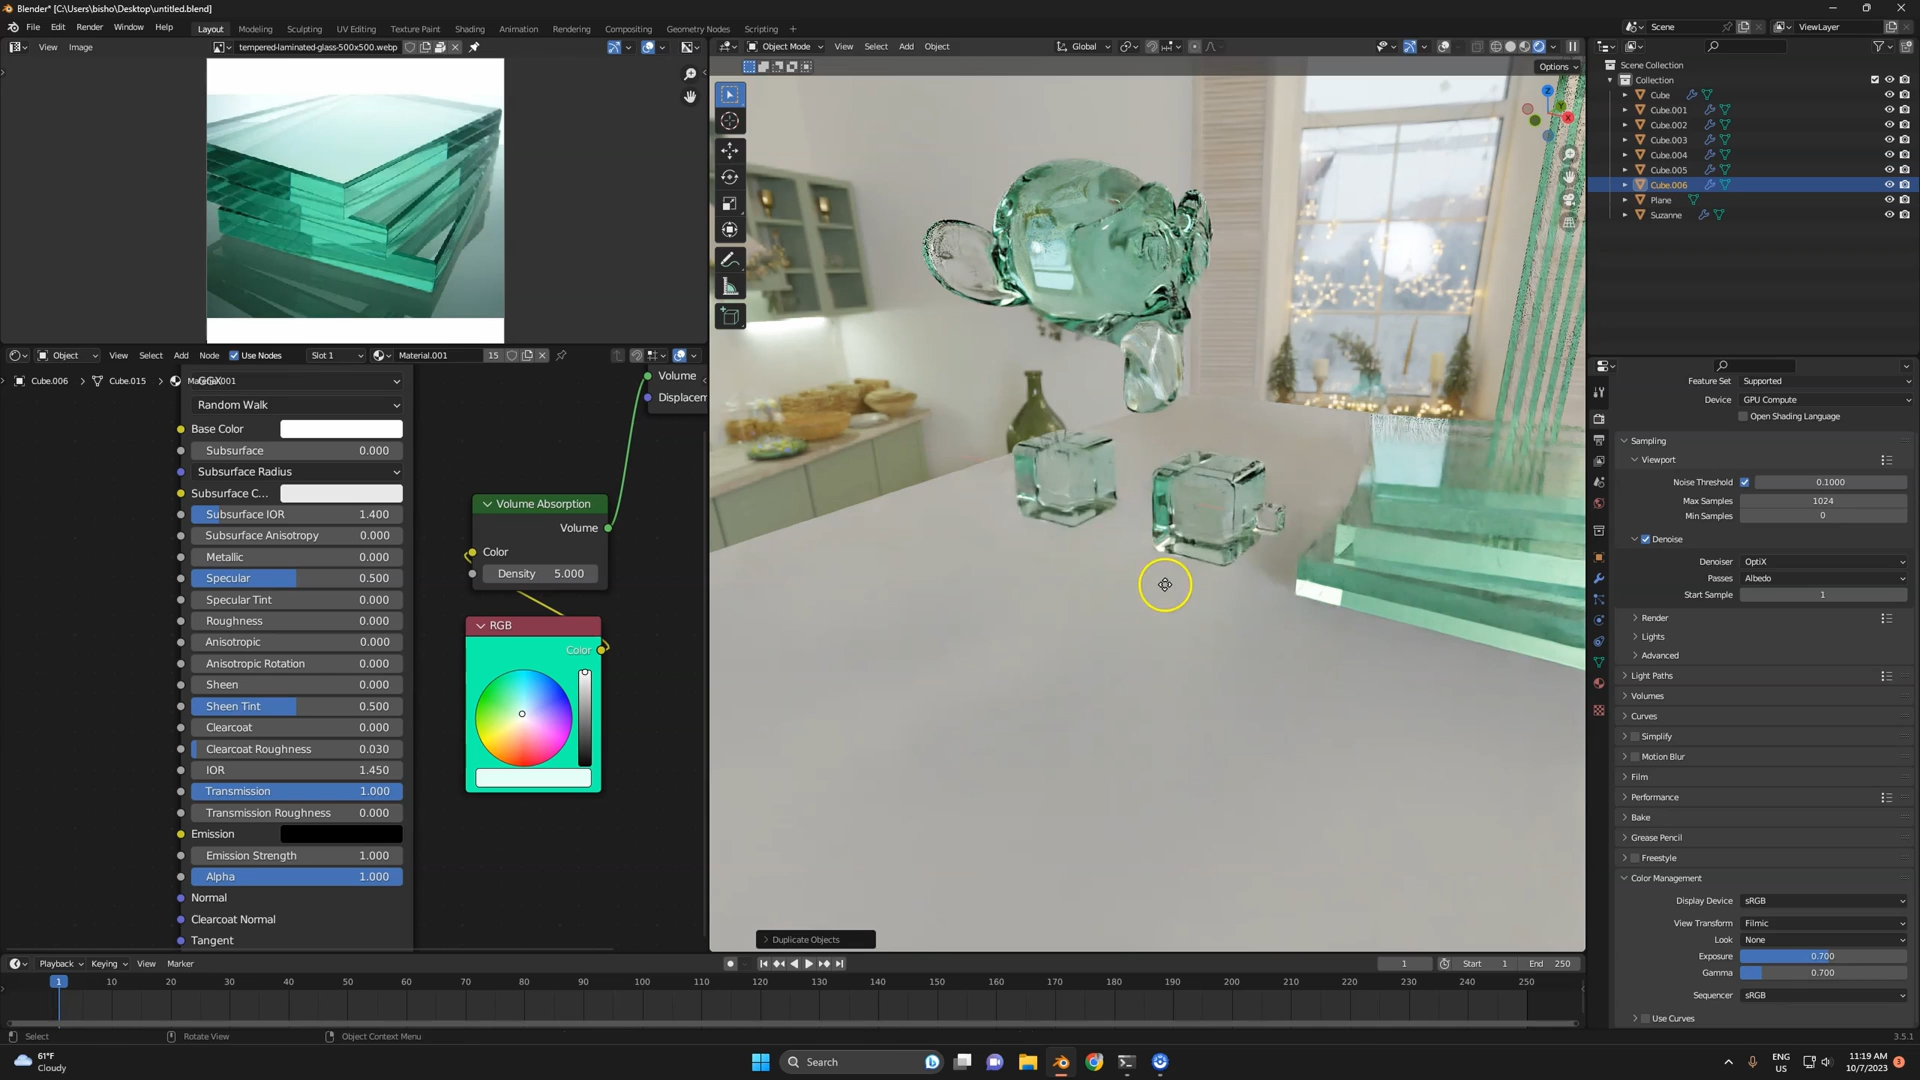 Blender* [C:\Users\bisho\Desktop\untitled.blend]
File Edit Render Window Help
Layout Modeling Sculpting UV Editing Texture Paint Shading Animation Rendering Compositing Geometry Nodes Scripting +
Scene ViewLayer
View Image tempered-laminated-glass-500x500.webp
Object Mode View Select Add Object Global
Options
Scene Collection
Collection
Cube
Cube.001
Cube.002
Cube.003
Cube.004
Cube.005
Cube.006
Plane
Suzanne
Object View Select Add Node Use Nodes Slot 1 Material.001 15
Cube.006 > Cube.015 >
Random Walk
Base Color
Subsurface 0.000
Subsurface Radius
Subsurface C...
Subsurface IOR 1.400
Subsurface Anisotropy 0.000
Metallic 0.000
Specular 0.500
Specular Tint 0.000
Roughness 0.000
Anisotropic 0.000
Anisotropic Rotation 0.000
Sheen 0.000
Sheen Tint 0.500
Clearcoat 0.000
Clearcoat Roughness 0.030
IOR 1.450
Transmission 1.000
Transmission Roughness 0.000
Emission
Emission Strength 1.000
Alpha 1.000
Normal
Clearcoat Normal
Tangent
Volume
Displacem
Volume Absorption
Volume
Color
Density 5.000
RGB
Color
Duplicate Objects
Feature Set Supported
Device GPU Compute
Open Shading Language
Sampling
Viewport
Noise Threshold 0.1000
Max Samples 1024
Min Samples 0
Denoise
Denoiser OptiX
Passes Albedo
Start Sample 1
Render
Lights
Advanced
Light Paths
Volumes
Curves
Simplify
Motion Blur
Film
Performance
Bake
Grease Pencil
Freestyle
Color Management
Display Device sRGB
View Transform Filmic
Look None
Exposure 0.700
Gamma 0.700
Sequencer sRGB
Use Curves
Playback Keying View Marker 1 Start 1 End 250
1 10 20 30 40 50 60 70 80 90 100 110 120 130 140 150 160 170 180 190 200 210 220 230 240 250
Select Rotate View Object Context Menu 3.5.1
61°F
Cloudy
Search
ENG
US
11:19 AM
10/7/2023
3